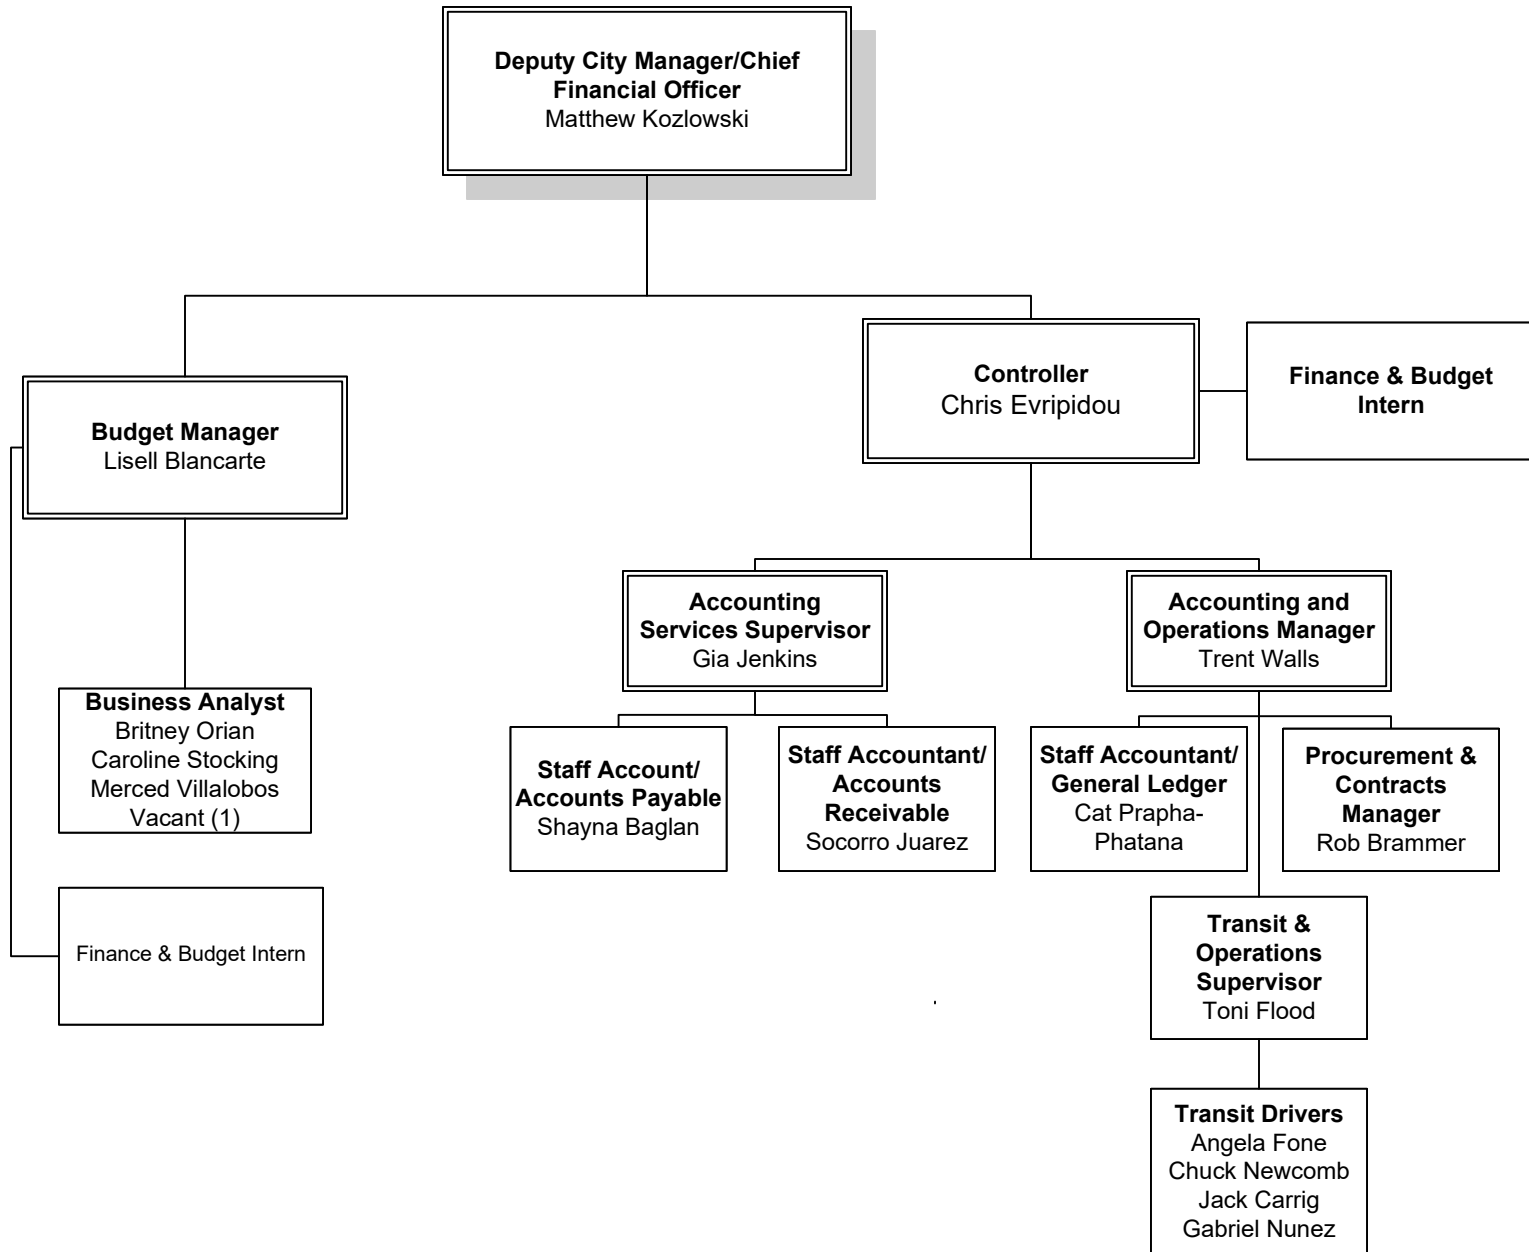 Deputy City Manager/Chief
Financial Officer
Matthew Kozlowski
Controller
Chris Evripidou
Finance & Budget
Intern
Budget Manager
Lisell Blancarte
Accounting
Services Supervisor
Gia Jenkins
Accounting and
Operations Manager
Trent Walls
Business Analyst
Britney Orian
Caroline Stocking
Merced Villalobos
Vacant (1)
Staff Account/
Accounts Payable
Shayna Baglan
Staff Accountant/
Accounts
Receivable
Socorro Juarez
Staff Accountant/
General Ledger
Cat Prapha-
Phatana
Procurement &
Contracts
Manager
Rob Brammer
Finance & Budget Intern
Transit &
Operations
Supervisor
Toni Flood
Transit Drivers
Angela Fone
Chuck Newcomb
Jack Carrig
Gabriel Nunez